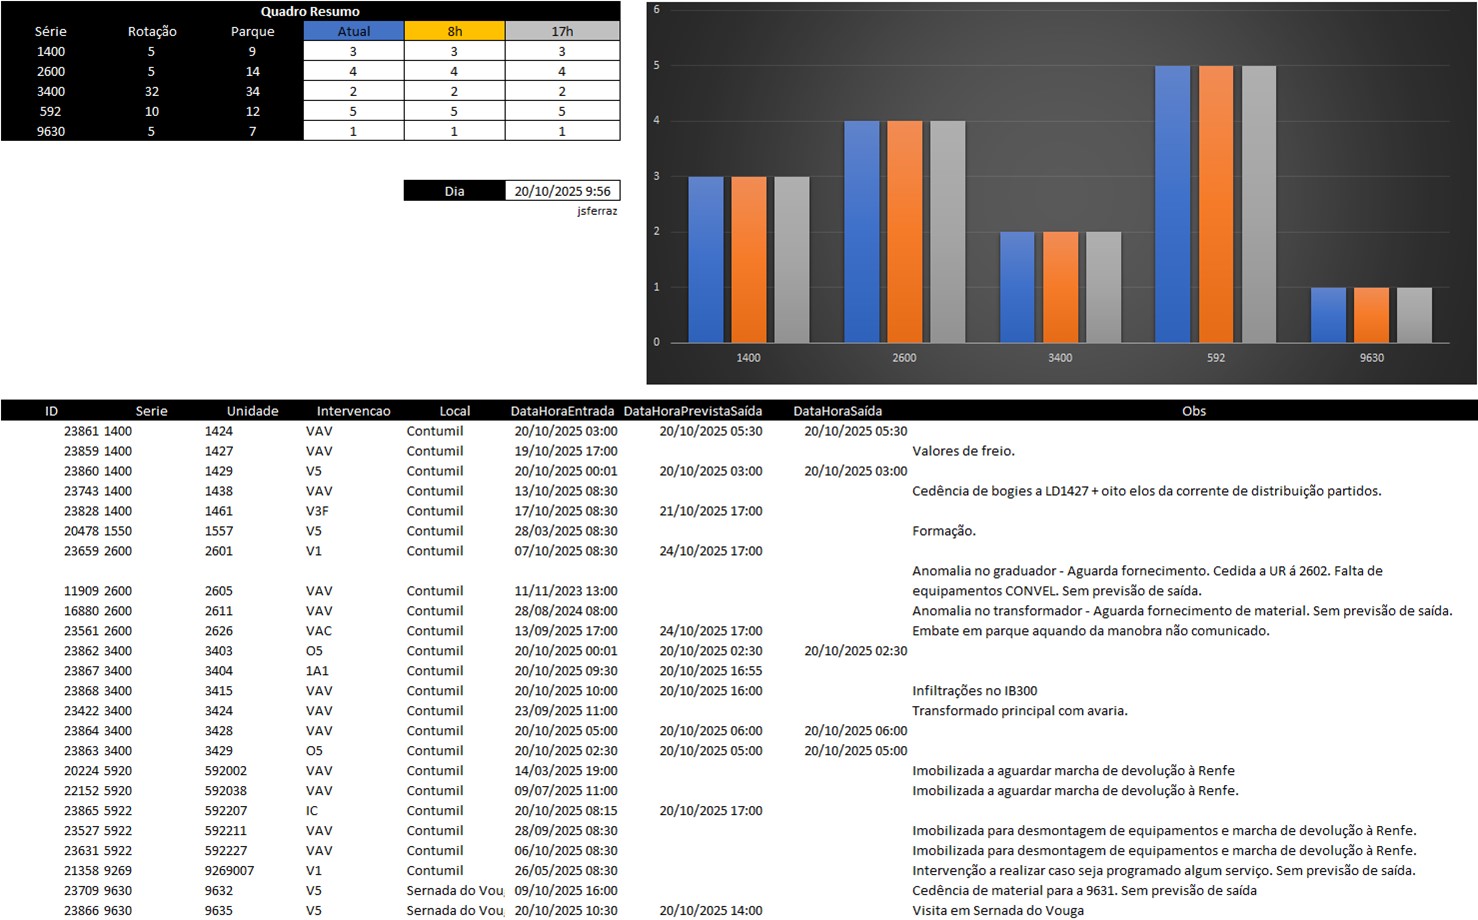 Quadro Resumo
Série Rotação Parque Atual 8h 17h
1400 5 9 3 3 3
2600 5 14 4 4 4
3400 32 34 2 2 2
592 10 12 5 5 5
9630 5 7 1 1 1
Dia 20/10/2025 9:56
jsferraz
6
5
4
3
2
1
0
1400 2600 3400 592 9630
ID Serie Unidade Intervencao Local DataHoraEntrada DataHoraPrevistaSaída DataHoraSaída Obs
23861 1400 1424 VAV Contumil 20/10/2025 03:00 20/10/2025 05:30 20/10/2025 05:30
23859 1400 1427 VAV Contumil 19/10/2025 17:00 Valores de freio.
23860 1400 1429 V5 Contumil 20/10/2025 00:01 20/10/2025 03:00 20/10/2025 03:00
23743 1400 1438 VAV Contumil 13/10/2025 08:30 Cedência de bogies a LD1427 + oito elos da corrente de distribuição partidos.
23828 1400 1461 V3F Contumil 17/10/2025 08:30 21/10/2025 17:00
20478 1550 1557 V5 Contumil 28/03/2025 08:30 Formação.
23659 2600 2601 V1 Contumil 07/10/2025 08:30 24/10/2025 17:00
Anomalia no graduador - Aguarda fornecimento. Cedida a UR á 2602. Falta de
11909 2600 2605 VAV Contumil 11/11/2023 13:00 equipamentos CONVEL. Sem previsão de saída.
16880 2600 2611 VAV Contumil 28/08/2024 08:00 Anomalia no transformador - Aguarda fornecimento de material. Sem previsão de saída.
23561 2600 2626 VAC Contumil 13/09/2025 17:00 24/10/2025 17:00 Embate em parque aquando da manobra não comunicado.
23862 3400 3403 O5 Contumil 20/10/2025 00:01 20/10/2025 02:30 20/10/2025 02:30
23867 3400 3404 1A1 Contumil 20/10/2025 09:30 20/10/2025 16:55
23868 3400 3415 VAV Contumil 20/10/2025 10:00 20/10/2025 16:00 Infiltrações no IB300
23422 3400 3424 VAV Contumil 23/09/2025 11:00 Transformado principal com avaria.
23864 3400 3428 VAV Contumil 20/10/2025 05:00 20/10/2025 06:00 20/10/2025 06:00
23863 3400 3429 O5 Contumil 20/10/2025 02:30 20/10/2025 05:00 20/10/2025 05:00
20224 5920 592002 VAV Contumil 14/03/2025 19:00 Imobilizada a aguardar marcha de devolução à Renfe
22152 5920 592038 VAV Contumil 09/07/2025 11:00 Imobilizada a aguardar marcha de devolução à Renfe.
23865 5922 592207 IC Contumil 20/10/2025 08:15 20/10/2025 17:00
23527 5922 592211 VAV Contumil 28/09/2025 08:30 Imobilizada para desmontagem de equipamentos e marcha de devolução à Renfe.
23631 5922 592227 VAV Contumil 06/10/2025 08:30 Imobilizada para desmontagem de equipamentos e marcha de devolução à Renfe.
21358 9269 9269007 V1 Contumil 26/05/2025 08:30 Intervenção a realizar caso seja programado algum serviço. Sem previsão de saída.
23709 9630 9632 V5 Sernada do Vou 09/10/2025 16:00 Cedência de material para a 9631. Sem previsão de saída
23866 9630 9635 V5 Sernada do Vou 20/10/2025 10:30 20/10/2025 14:00 Visita em Sernada do Vouga